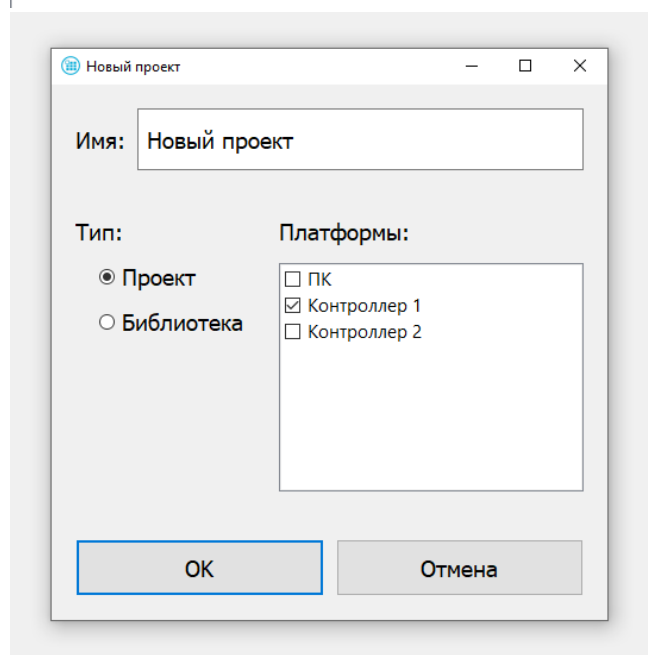 Новый проект
Имя: Новый проект
Тип: Платформы:
Проект
Библиотека
ПК
Контроллер 1
Контроллер 2
OK Отмена